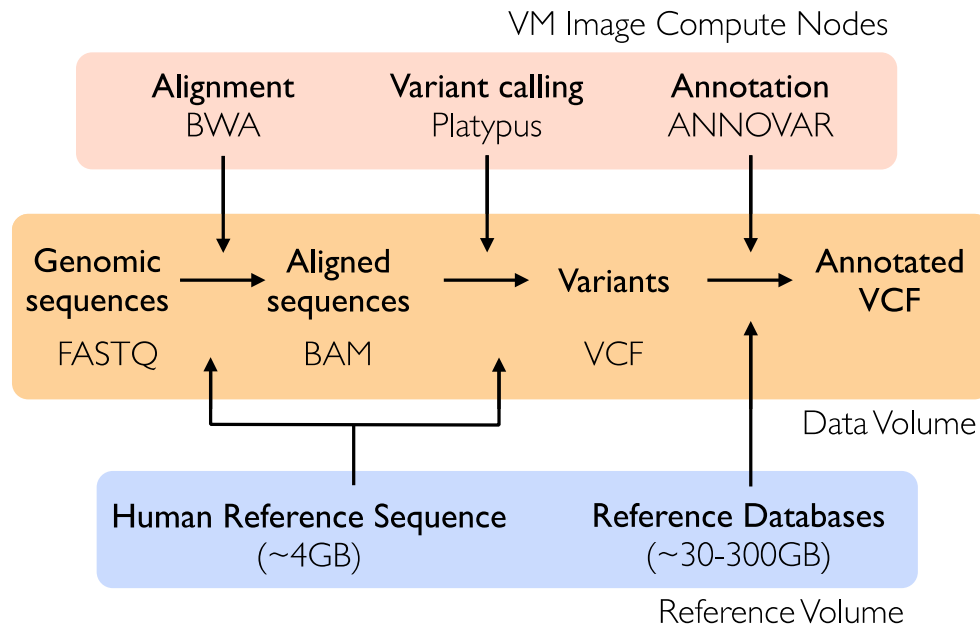 VM Image Compute Nodes
Alignment
BWA
Variant calling
Platypus
Annotation
ANNOVAR
Genomic
sequences
FASTQ
Aligned
sequences
BAM
Variants
VCF
Annotated
VCF
Data Volume
Human Reference Sequence
(~4GB)
Reference Databases
(~30-300GB)
Reference Volume